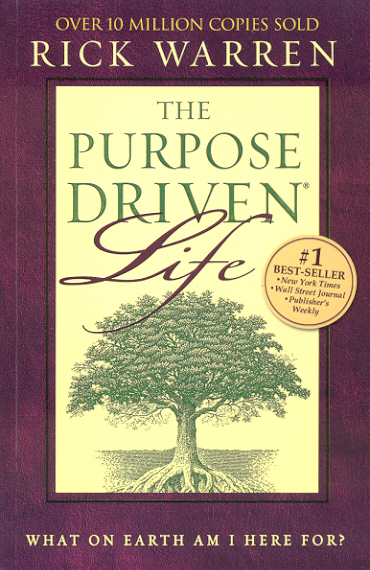 OVER 10 MILLION COPIES SOLD
RICK WARREN
THE
PURPOSE
DRIVEN®
Life
#1
BEST-SELLER
•New York Times
•Wall Street Journal
•Publisher's
Weekly
WHAT ON EARTH AM I HERE FOR?